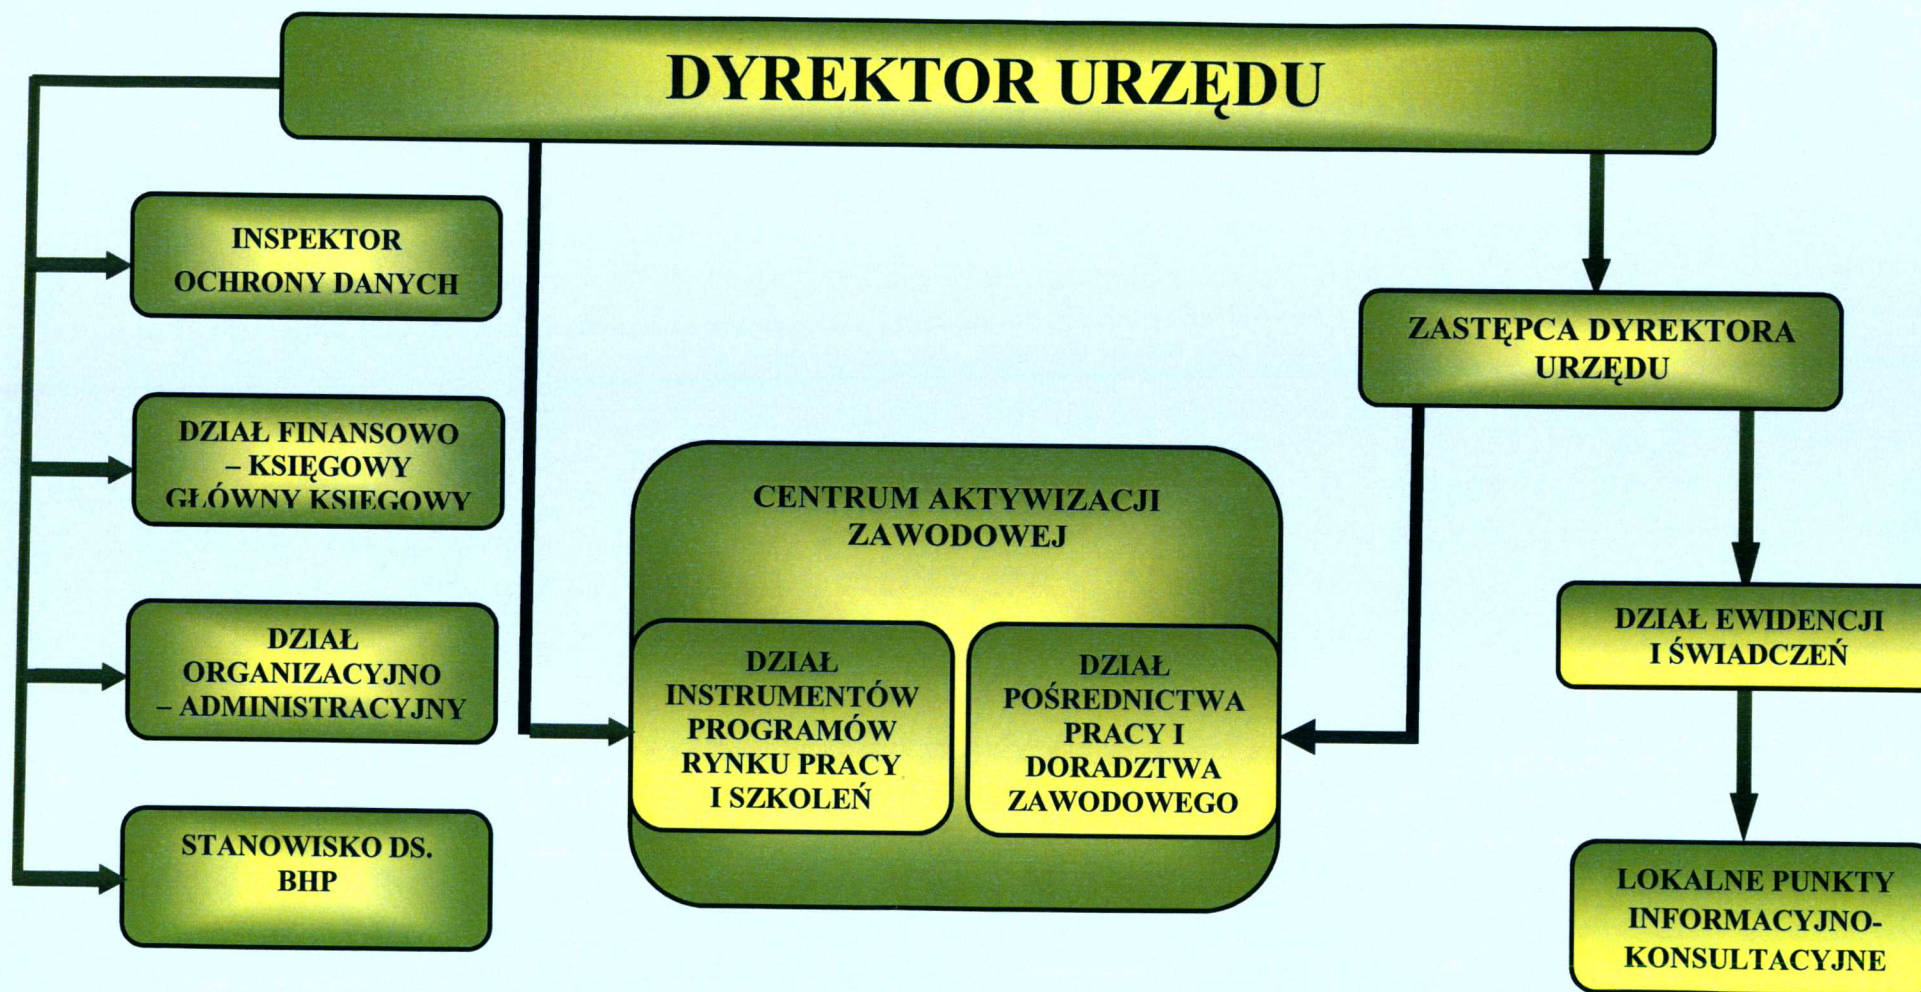 DYREKTOR URZĘDU
INSPEKTOR
OCHRONY DANYCH
ZASTĘPCA DYREKTORA
URZĘDU
DZIAŁ FINANSOWO
– KSIĘGOWY
GŁÓWNY KSIĘGOWY
CENTRUM AKTYWIZACJI
ZAWODOWEJ
DZIAŁ
ORGANIZACYJNO
– ADMINISTRACYJNY
DZIAŁ
INSTRUMENTÓW
PROGRAMÓW
RYNKU PRACY
I SZKOLEŃ
DZIAŁ
POŚREDNICTWA
PRACY I
DORADZTWA
ZAWODOWEGO
DZIAŁ EWIDENCJI
I ŚWIADCZEŃ
STANOWISKO DS.
BHP
LOKALNE PUNKTY
INFORMACYJNO-
KONSULTACYJNE